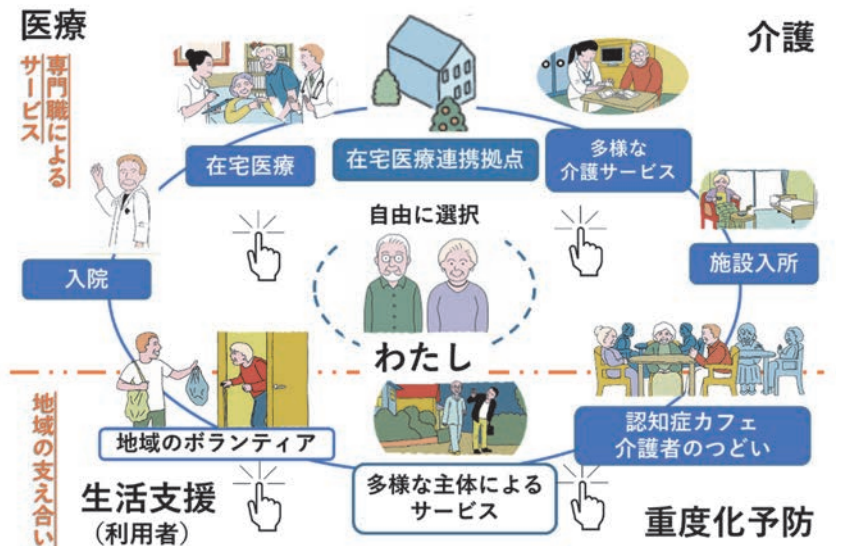 医療
介護
専門職による
サービス
在宅医療
在宅医療連携拠点
多様な
介護サービス
自由に選択
入院
施設入所
わたし
地域の支え合い
地域のボランティア
認知症カフェ
介護者のつどい
多様な主体による
サービス
生活支援
(利用者)
重度化予防